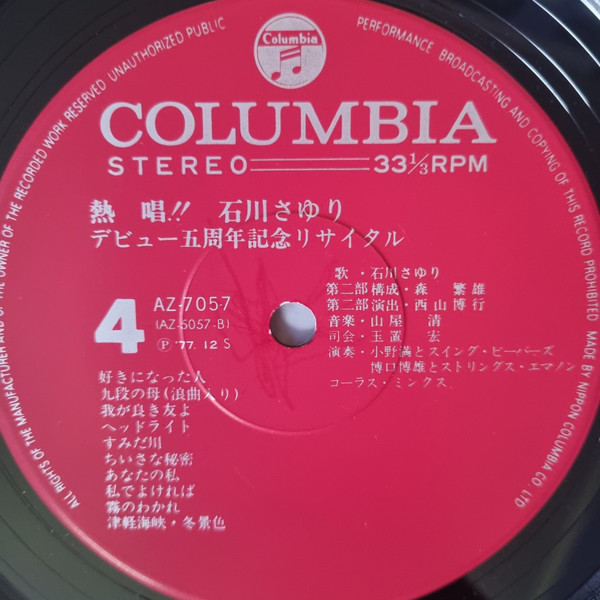 ALL RIGHTS OF THE MANUFACTURER AND OF THE OWNER OF THE RECORDED WORK RESERVED UNAUTHORIZED PUBLIC PERFORMANCE BROADCASTING AND COPYING OF THIS RECORD PROHIBITED MADE BY NIPPON COLUMBIA CO. LTD
Columbia
COLUMBIA
STEREO 33⅓RPM
熱唱!! 石川さゆり
デビュー五周年記念リサイタル
4
AZ-7057
(AZ-5057-B)
Ⓟ'77.12 S
歌・石川さゆり
第二部構成・森 繁雄
第二部演出・西山博行
音楽・山屋 清
司会・玉置 宏
演奏・小野満とスイング・ビーバーズ
博口博雄とストリングス・エマノン
コーラス・ミンクス
好きになった人
九段の母(浪曲入り)
我が良き友よ
ヘッドライト
すみだ川
ちいさな秘密
あなたの私
私でよければ
霧のわかれ
津軽海峡・冬景色